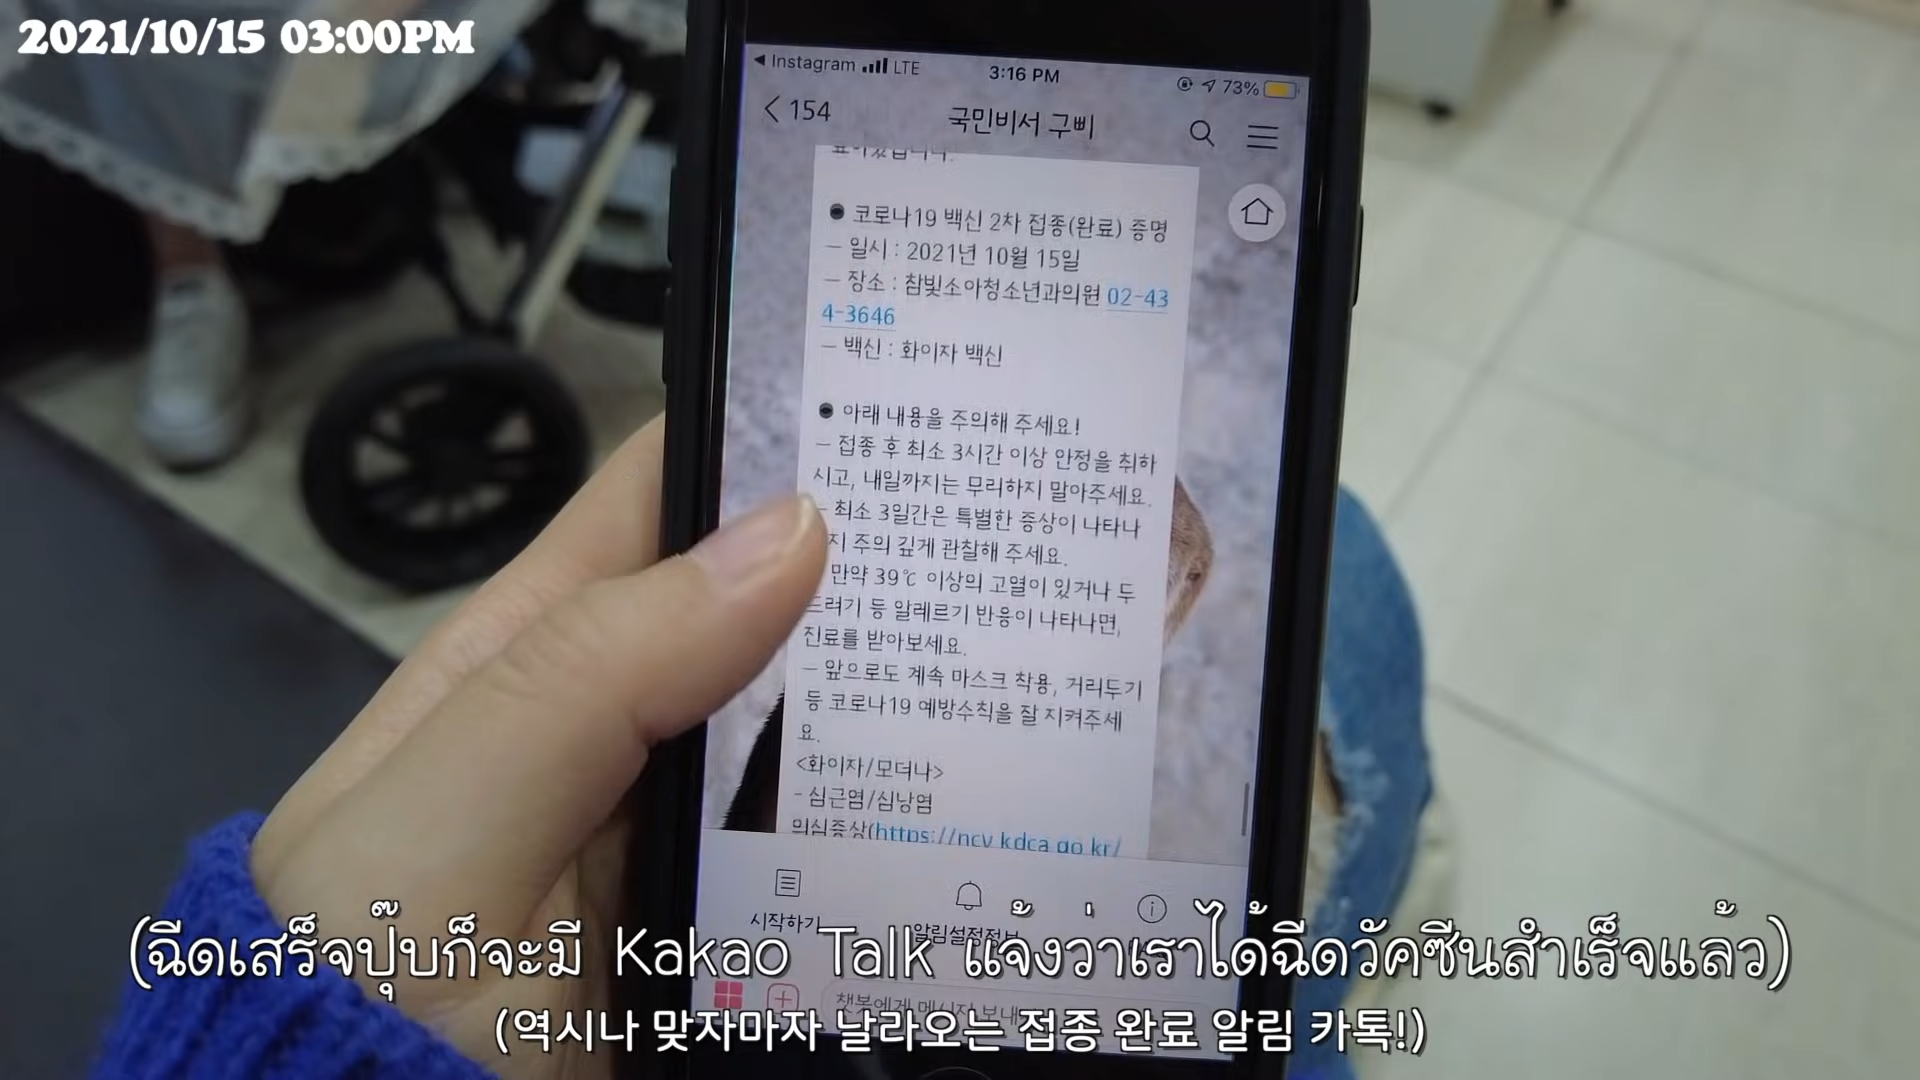 2021/10/15 03:00PM
Instagram LTE 3:16 PM 73%
154 국민비서 구삐
● 코로나19 백신 2차 접종(완료) 증명
- 일시 : 2021년 10월 15일
- 장소 : 참빛소아청소년과의원 02-43
4-3646
- 백신 : 화이자 백신
● 아래 내용을 주의해 주세요!
- 접종 후 최소 3시간 이상 안정을 취하
시고, 내일까지는 무리하지 말아주세요.
- 최소 3일간은 특별한 증상이 나타나
지 주의 깊게 관찰해 주세요.
만약 39℃ 이상의 고열이 있거나 두
드러기 등 알레르기 반응이 나타나면,
진료를 받아보세요.
- 앞으로도 계속 마스크 착용, 거리두기
등 코로나19 예방수칙을 잘 지켜주세
요.
<화이자/모더나>
- 심근염/심낭염
의심증상(https://ncv.kdca.go.kr/
시작하기 알림설정정보
(ฉีดเสร็จปุ๊บก็จะมี Kakao Talk แจ้งว่าเราได้ฉีดวัคซีนสำเร็จแล้ว)
챗봇에게 메시지 보내
(역시나 맞자마자 날라오는 접종 완료 알림 카톡!)